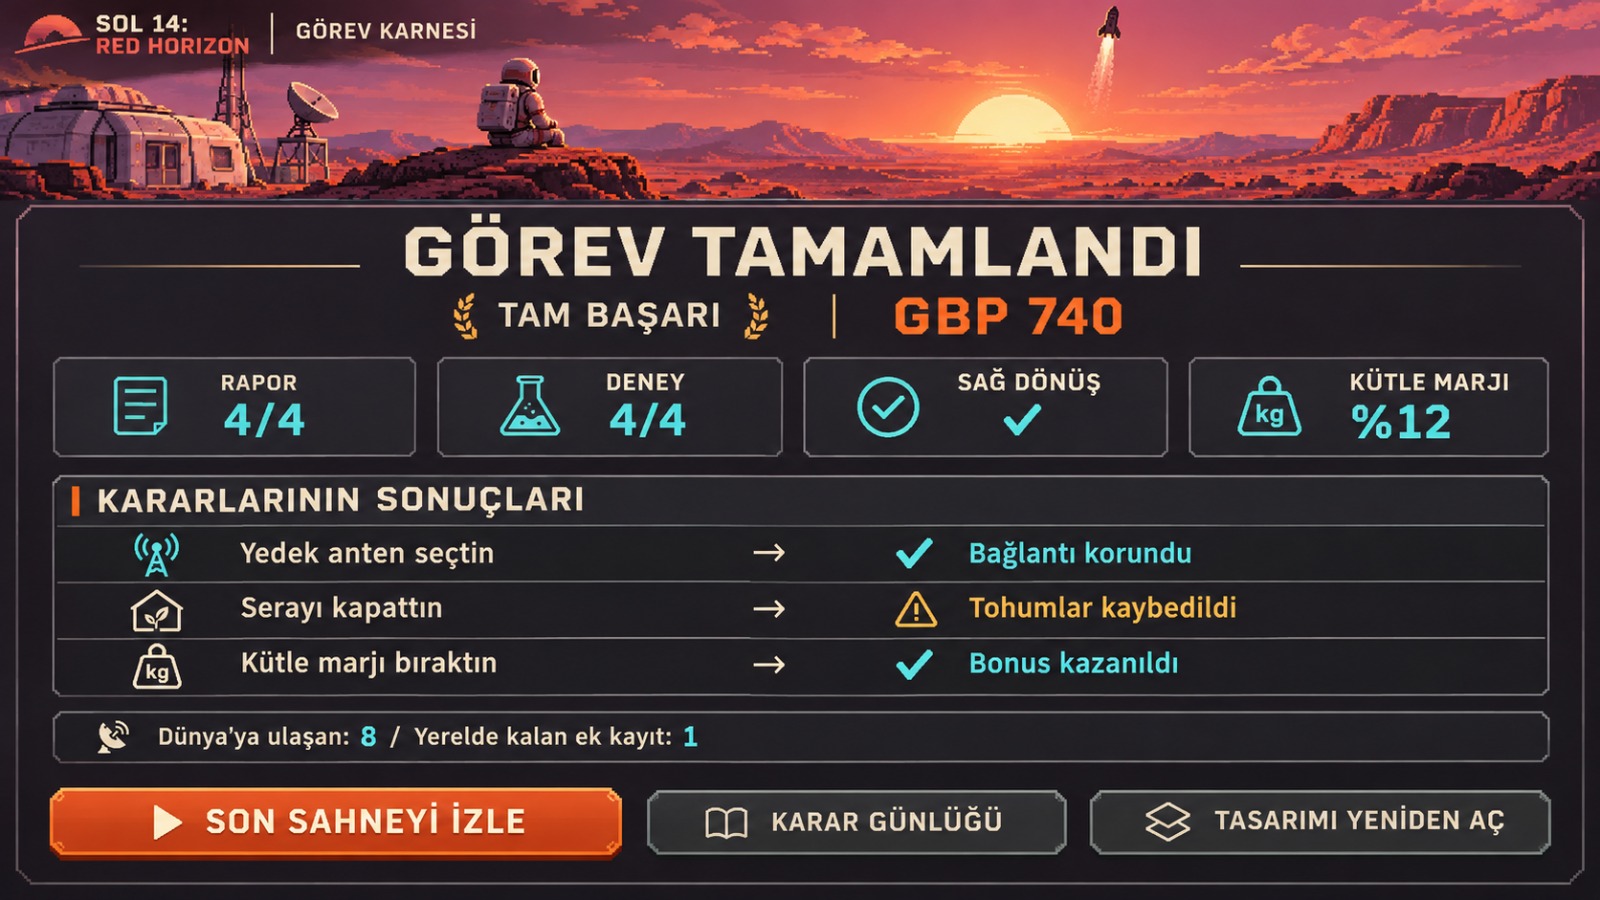 SOL 14:
RED HORIZON
GÖREV KARNESİ
GÖREV TAMAMLANDI
TAM BAŞARI
GBP 740
RAPOR
4/4
DENEY
4/4
SAĞ DÖNÜŞ
KÜTLE MARJI
kg
%12
KARARLARININ SONUÇLARI
Yedek anten seçtin → Bağlantı korundu
Serayı kapattın → Tohumlar kaybedildi
kg Kütle marjı bıraktın → Bonus kazanıldı
Dünya'ya ulaşan: 8 / Yerelde kalan ek kayıt: 1
SON SAHNEYİ İZLE
KARAR GÜNLÜĞÜ
TASARIMI YENİDEN AÇ